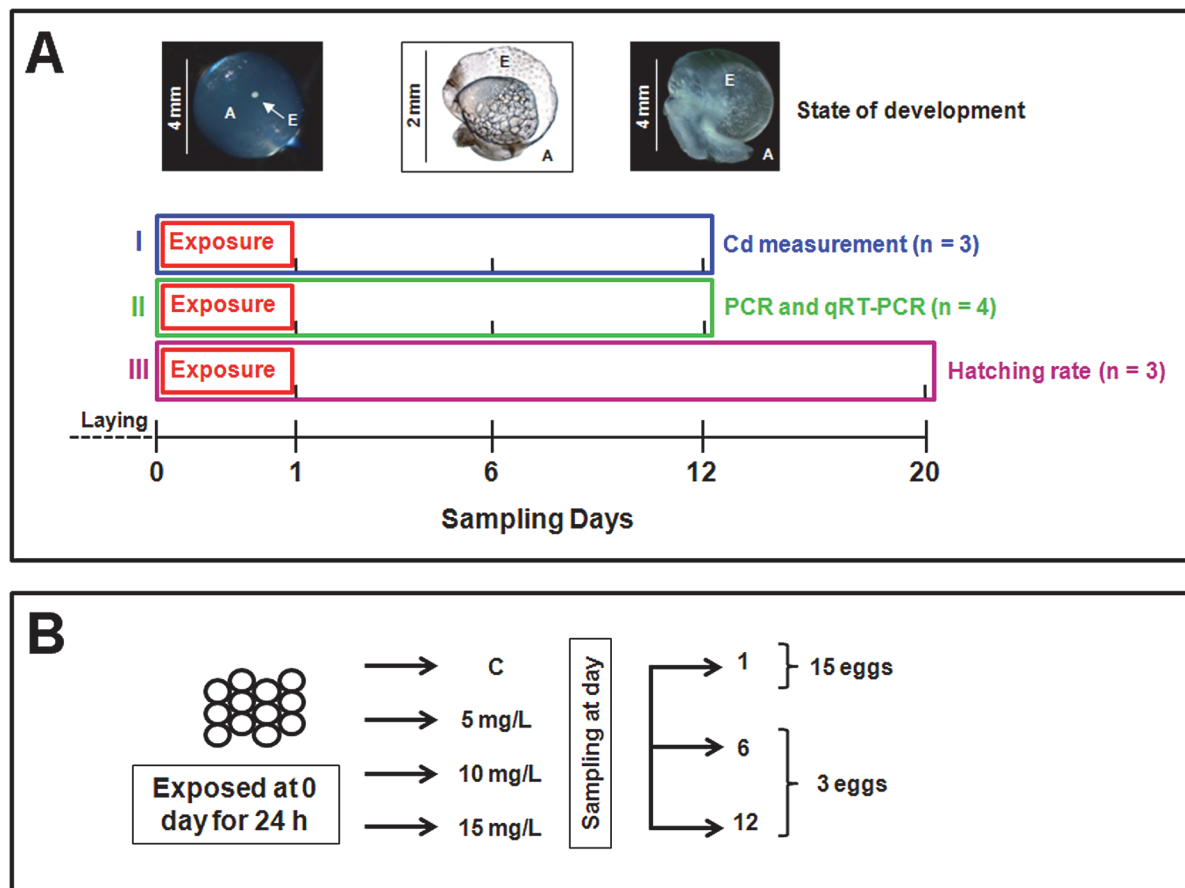 A
4 mm
A
E
2 mm
E
A
4 mm
E
A
State of development
I
Exposure
Cd measurement (n = 3)
II
Exposure
PCR and qRT-PCR (n = 4)
III
Exposure
Hatching rate (n = 3)
Laying
0 1 6 12 20
Sampling Days
B
Exposed at 0
day for 24 h
C
5 mg/L
10 mg/L
15 mg/L
Sampling at day
1
6
12
15 eggs
3 eggs